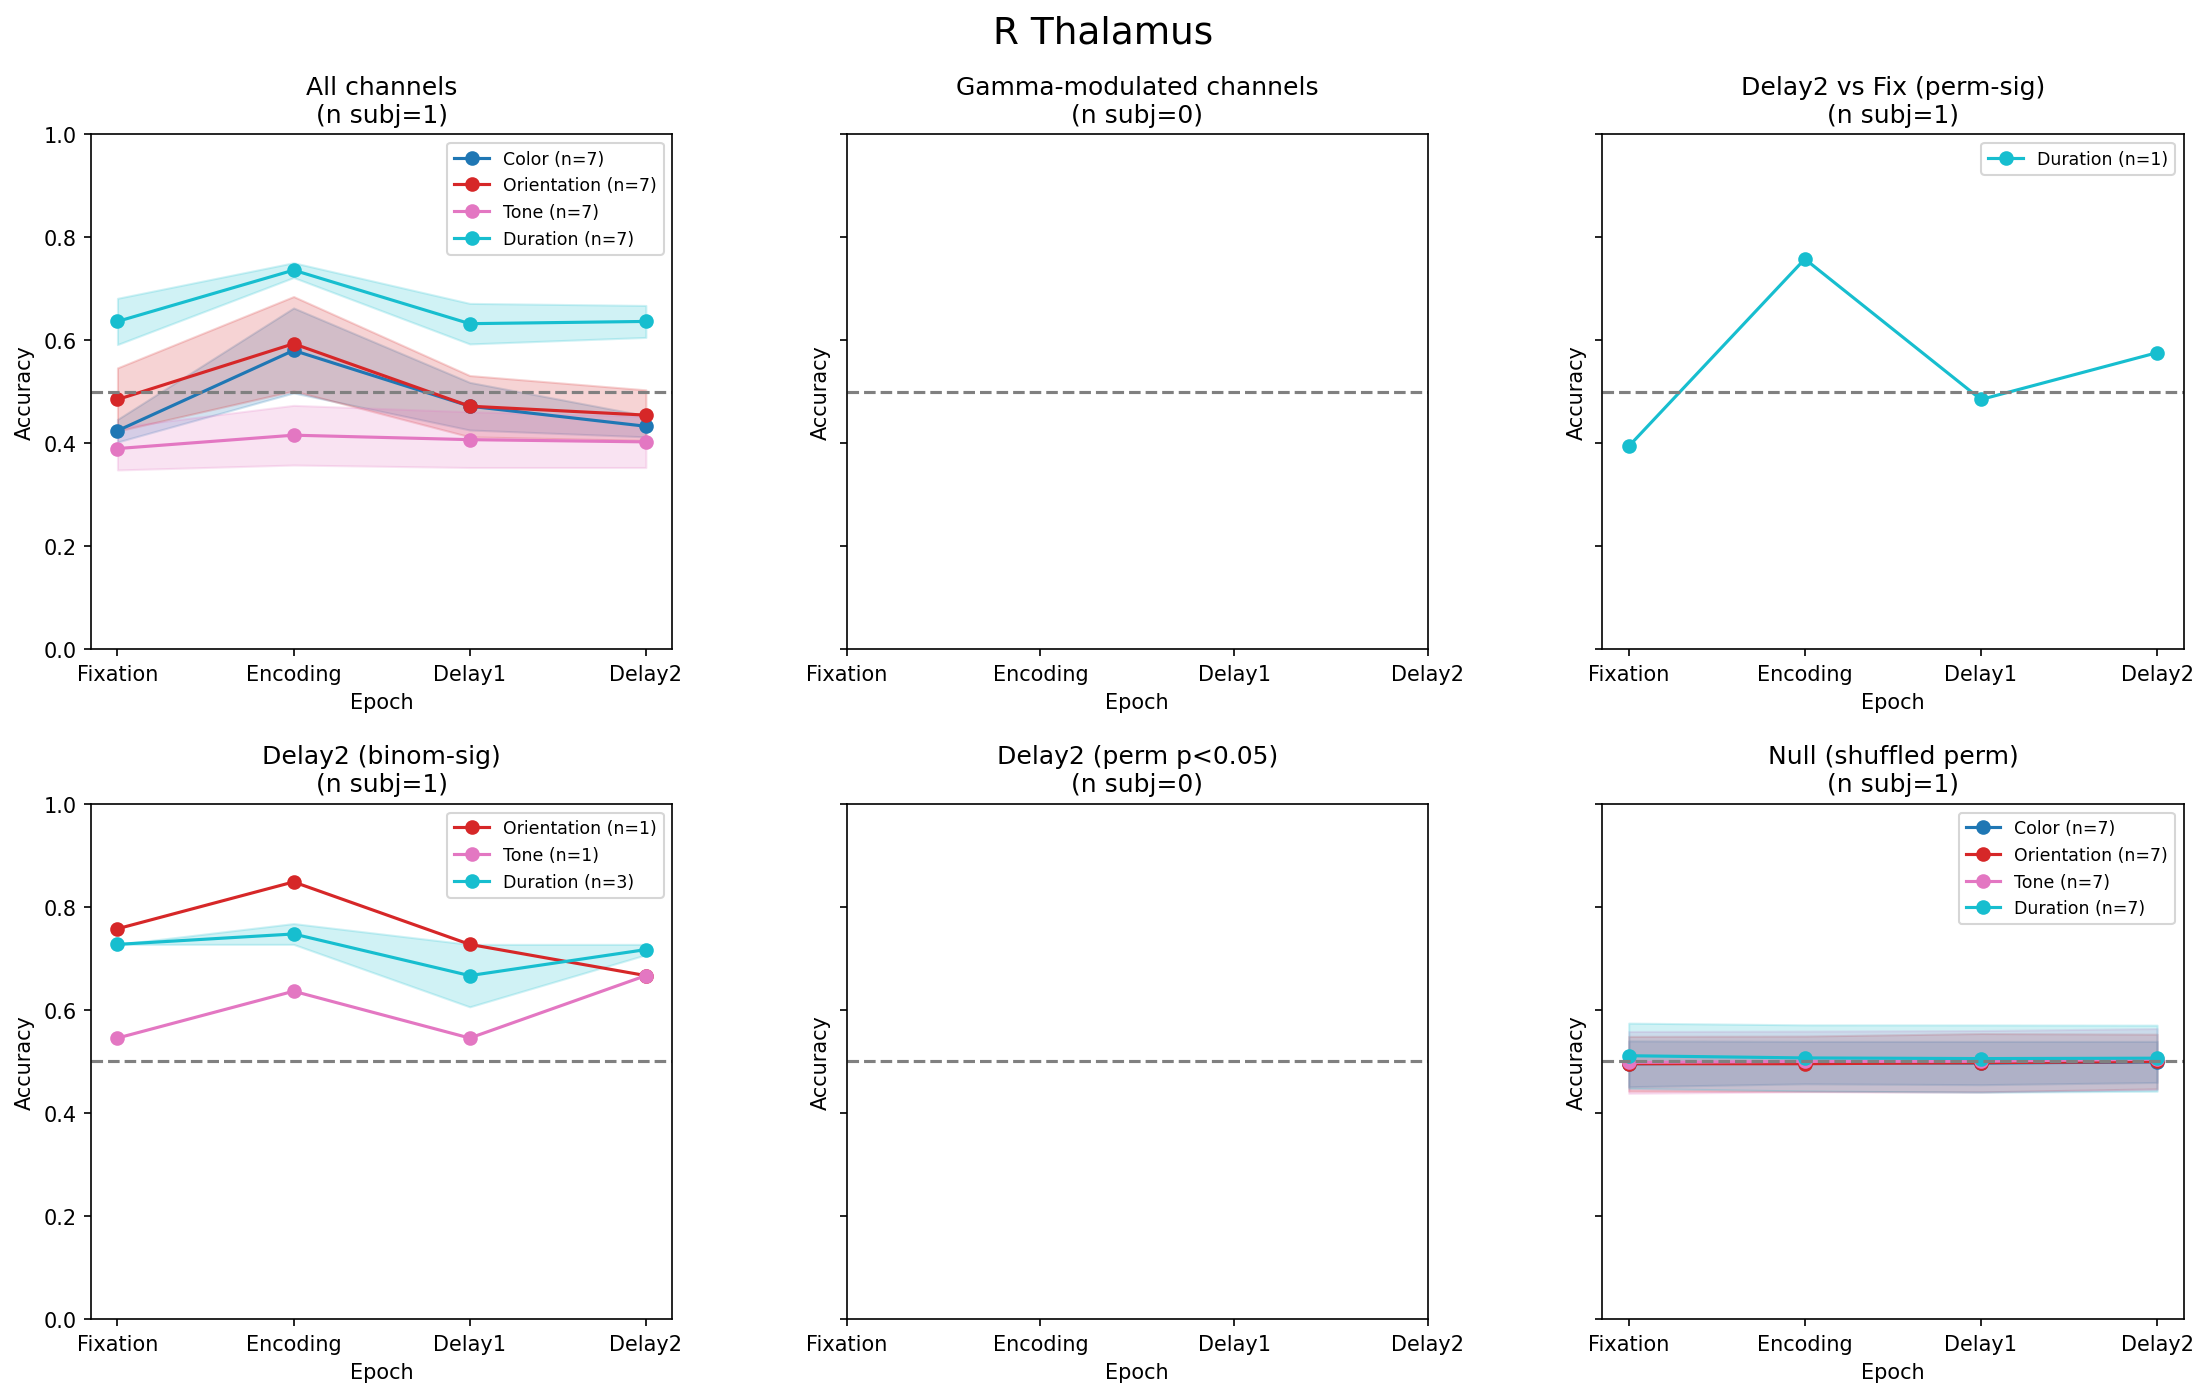 R Thalamus
All channels
(n subj=1)
Accuracy
1.0
0.8
0.6
0.4
0.2
0.0
Color (n=7)
Orientation (n=7)
Tone (n=7)
Duration (n=7)
Fixation Encoding Delay1 Delay2
Epoch
Gamma-modulated channels
(n subj=0)
Accuracy
Fixation Encoding Delay1 Delay2
Epoch
Delay2 vs Fix (perm-sig)
(n subj=1)
Accuracy
Duration (n=1)
Fixation Encoding Delay1 Delay2
Epoch
Delay2 (binom-sig)
(n subj=1)
Accuracy
1.0
0.8
0.6
0.4
0.2
0.0
Orientation (n=1)
Tone (n=1)
Duration (n=3)
Fixation Encoding Delay1 Delay2
Epoch
Delay2 (perm p<0.05)
(n subj=0)
Accuracy
Fixation Encoding Delay1 Delay2
Epoch
Null (shuffled perm)
(n subj=1)
Accuracy
Color (n=7)
Orientation (n=7)
Tone (n=7)
Duration (n=7)
Fixation Encoding Delay1 Delay2
Epoch